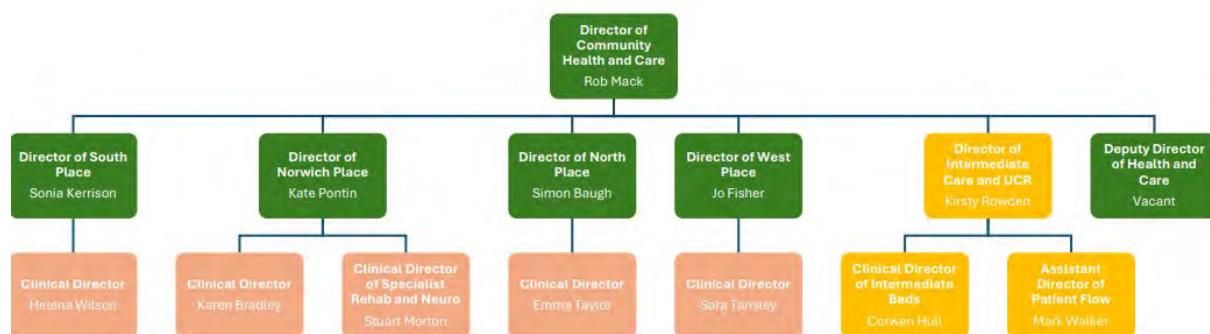 Director of
Community
Health and Care
Rob Mack
Director of South
Place
Sonia Kerrison
Director of
Norwich Place
Kate Pontin
Director of North
Place
Simon Baugh
Director of West
Place
Jo Fisher
Director of
Intermediate
Care and UCR
Kirsty Rowden
Deputy Director
of Health and
Care
Vacant
Clinical Director
Helena Wilson
Clinical Director
Karen Bradley
Clinical Director
of Specialist
Rehab and Neuro
Stuart Morton
Clinical Director
Emma Taylor
Clinical Director
Sara Tansley
Clinical Director
of Intermediate
Beds
Corwen Hull
Assistant
Director of
Patient Flow
Mark Walker